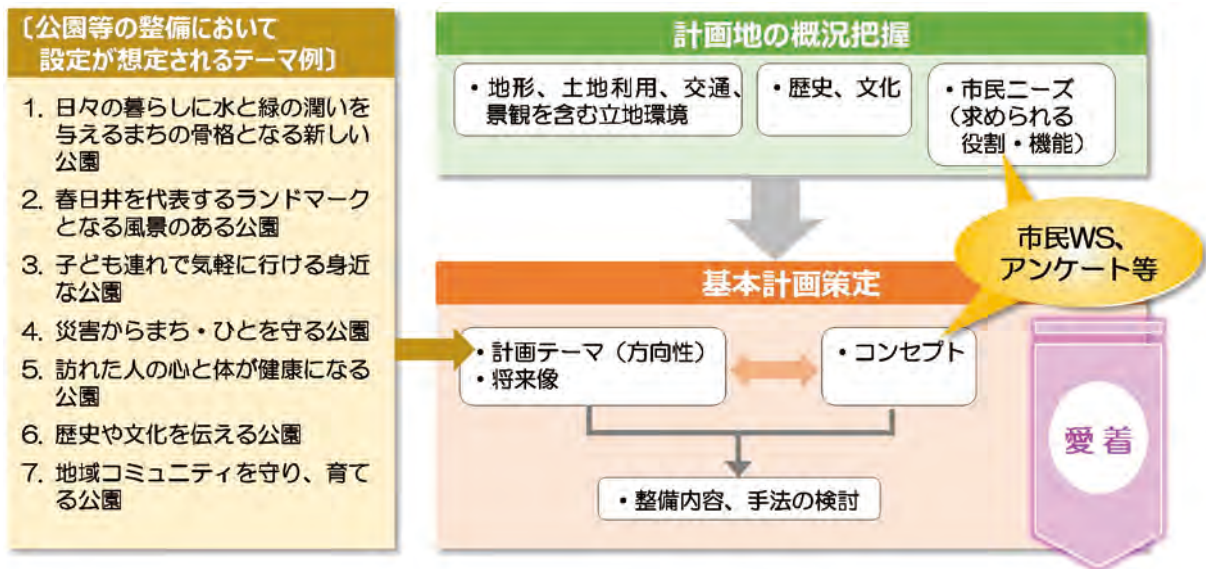 〔公園等の整備において
設定が想定されるテーマ例〕
1. 日々の暮らしに水と緑の潤いを
与えるまちの骨格となる新しい
公園
2. 春日井を代表するランドマーク
となる風景のある公園
3. 子ども連れで気軽に行ける身近
な公園
4. 災害からまち・ひとを守る公園
5. 訪れた人の心と体が健康になる
公園
6. 歴史や文化を伝える公園
7. 地域コミュニティを守り、育て
る公園
計画地の概況把握
・地形、土地利用、交通、
景観を含む立地環境
・歴史、文化
・市民ニーズ
（求められる
役割・機能）
市民WS、
アンケート等
基本計画策定
・計画テーマ（方向性）
・将来像
・コンセプト
・整備内容、手法の検討
愛着